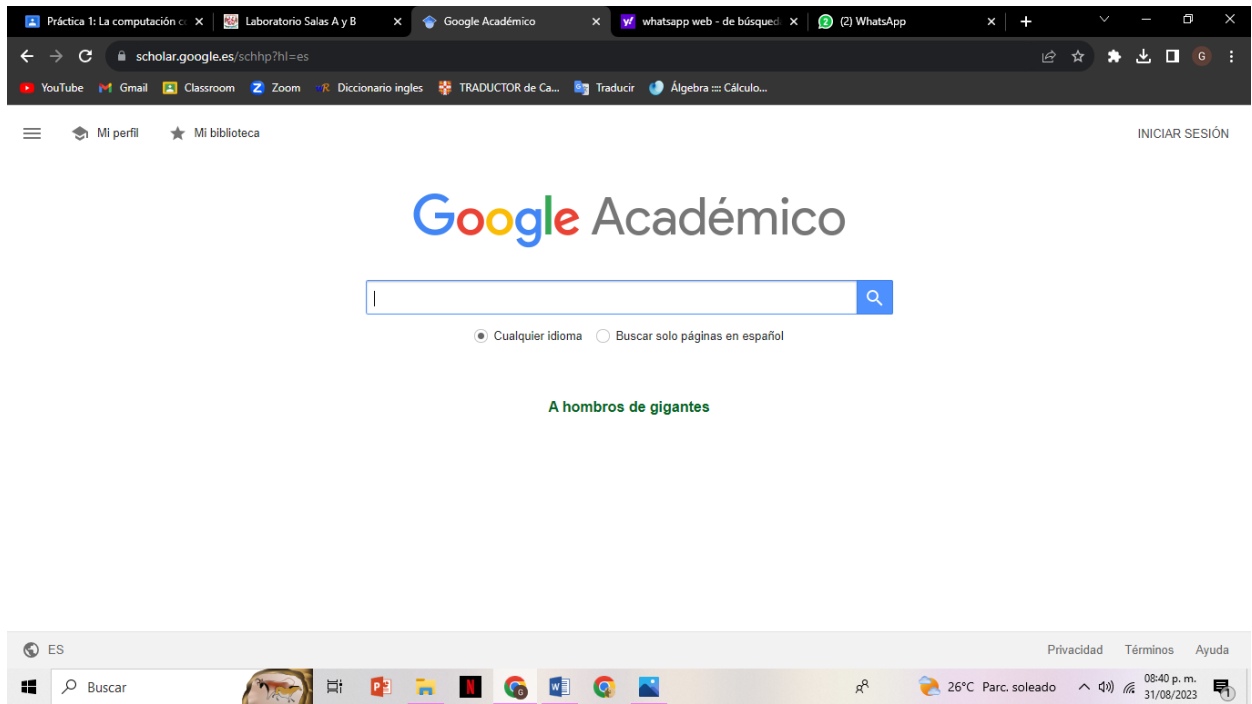 Práctica 1: La computación c
Laboratorio Salas A y B
Google Académico
whatsapp web - de búsqued
(2) WhatsApp
scholar.google.es/schhp?hl=es
G
YouTube
Gmail
Classroom
Zoom
Diccionario ingles
TRADUCTOR de Ca...
Traducir
Álgebra :::: Cálculo...
Mi perfil
Mi biblioteca
INICIAR SESIÓN
Google Académico
Cualquier idioma
Buscar solo páginas en español
A hombros de gigantes
ES
Privacidad
Términos
Ayuda
Buscar
26°C Parc. soleado
08:40 p. m.
31/08/2023
1